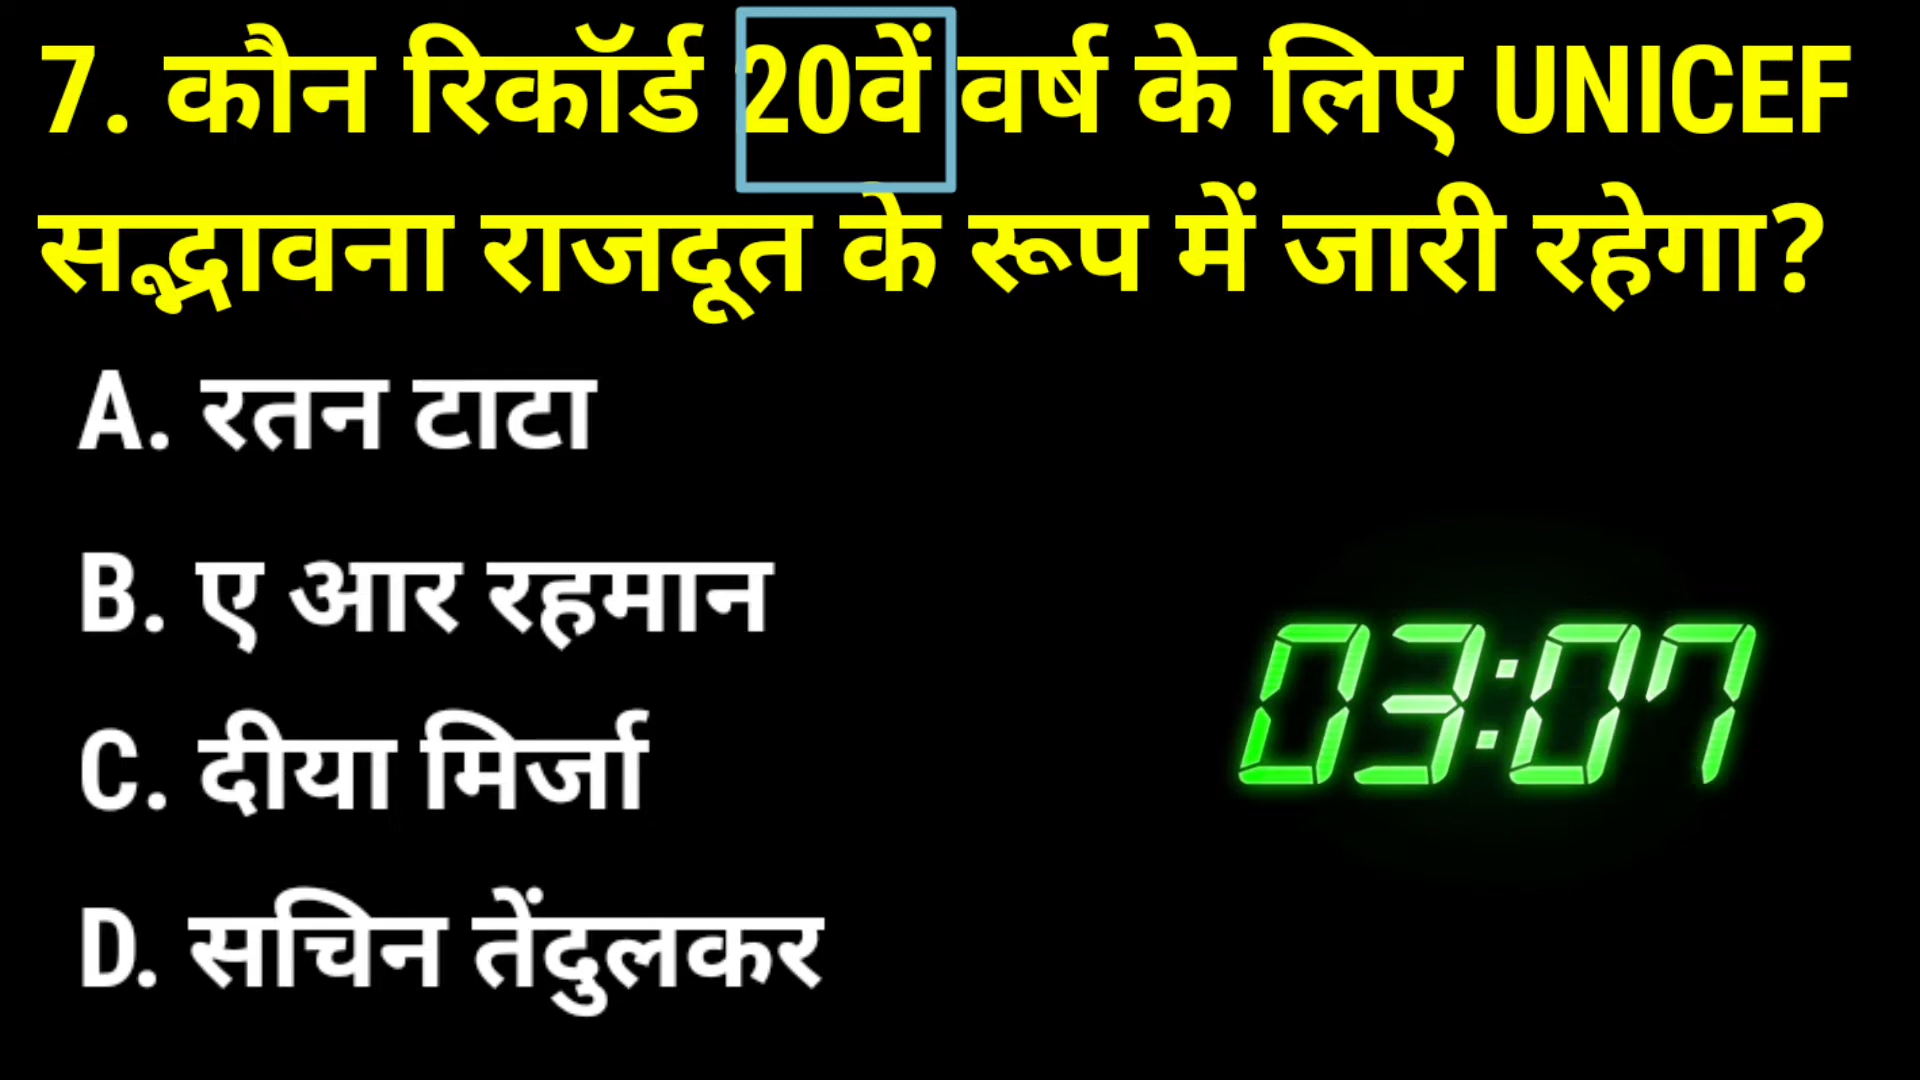 7. कौन रिकॉर्ड 20वें वर्ष के लिए UNICEF
सद्भावना राजदूत के रूप में जारी रहेगा?
A. रतन टाटा
B. ए आर रहमान
C. दीया मिर्जा
D. सचिन तेंदुलकर
03:07